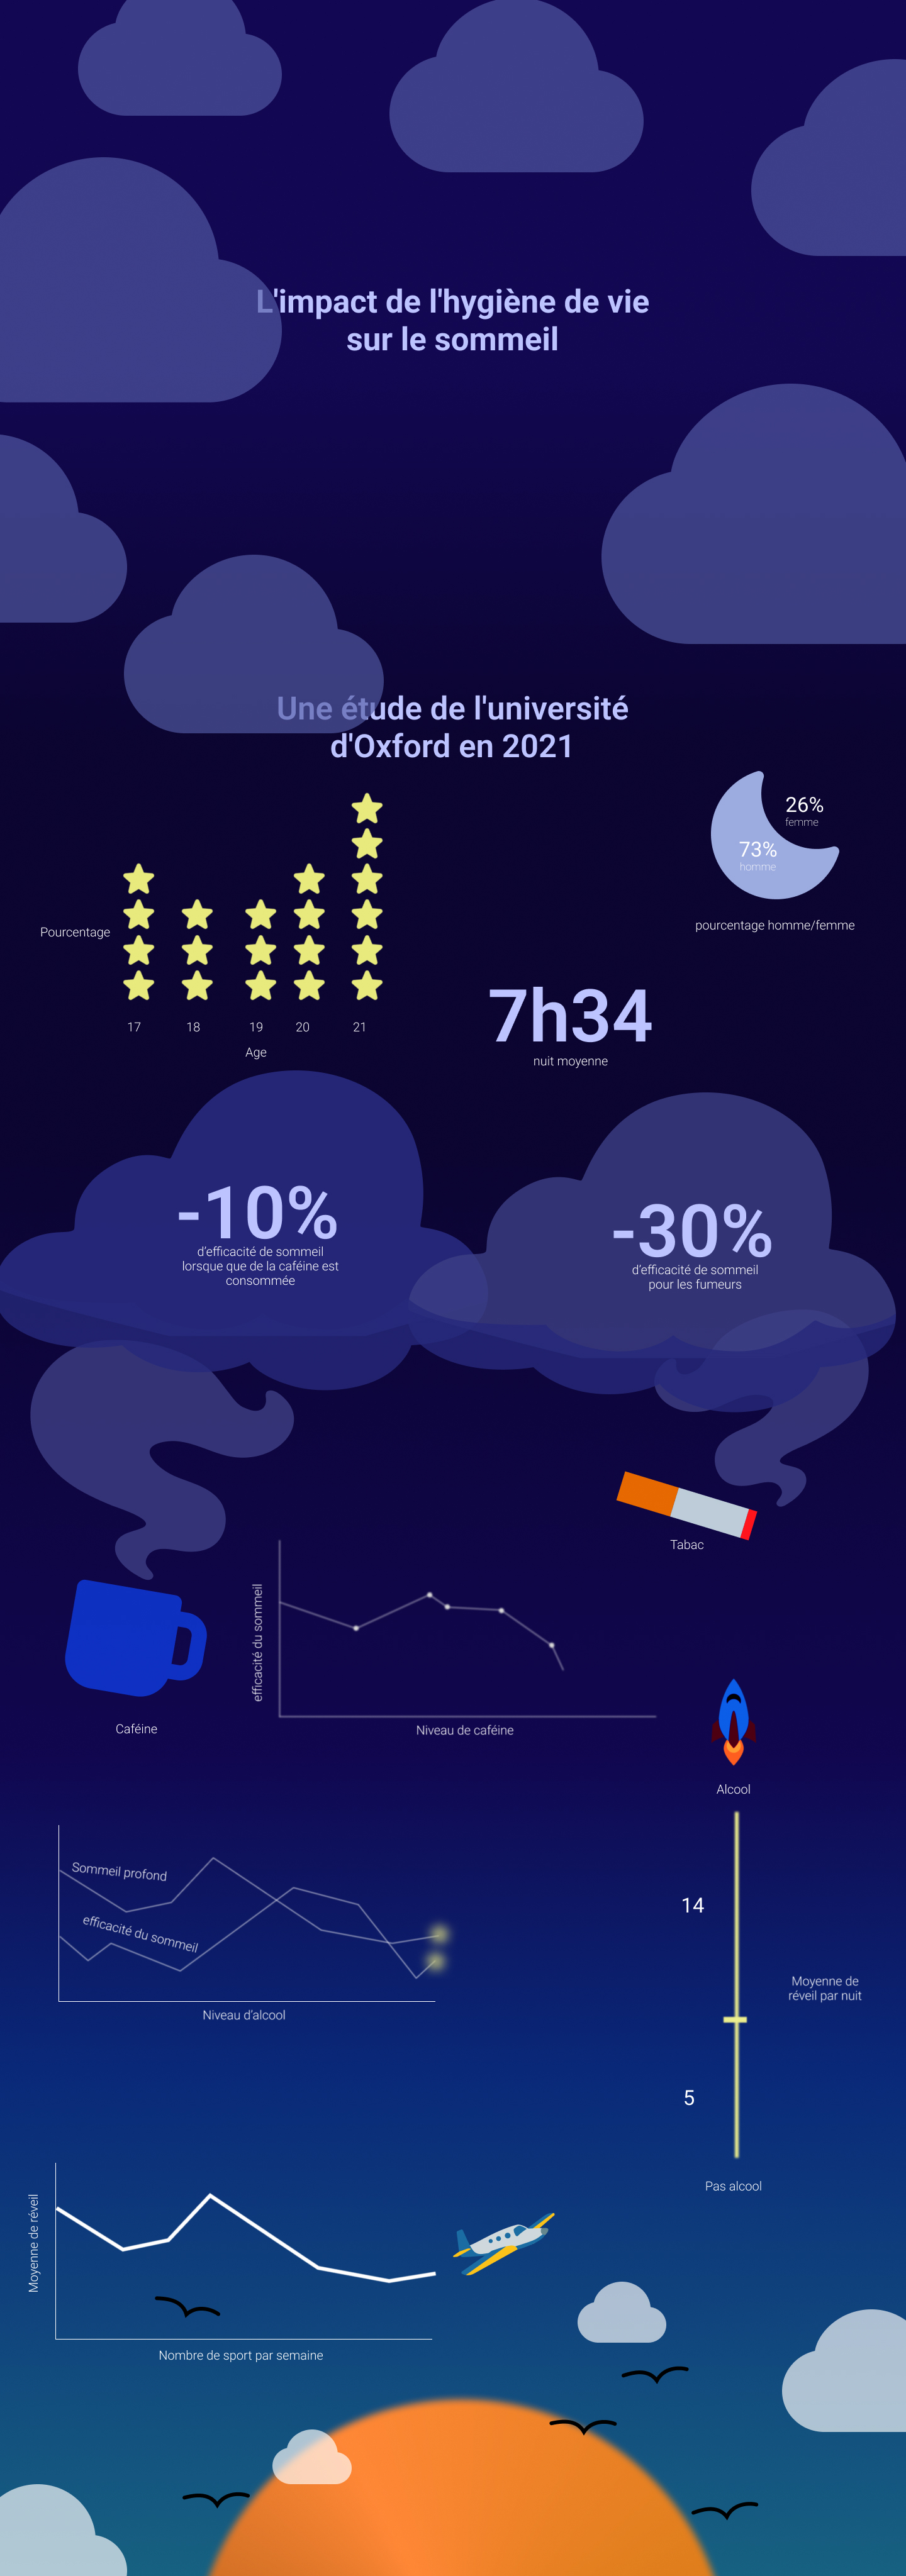 L'impact de l'hygiène de vie
sur le sommeil
Une étude de l'université
d'Oxford en 2021
26%
femme
73%
homme
pourcentage homme/femme
Pourcentage
17 18 19 20 21
Age
7h34
nuit moyenne
-10%
d'efficacité de sommeil
lorsque que de la caféine est
consommée
-30%
d'efficacité de sommeil
pour les fumeurs
Tabac
efficacité du sommeil
Niveau de caféine
Caféine
Alcool
Sommeil profond
efficacité du sommeil
Niveau d'alcool
14
Moyenne de
réveil par nuit
5
Pas alcool
Moyenne de réveil
Nombre de sport par semaine